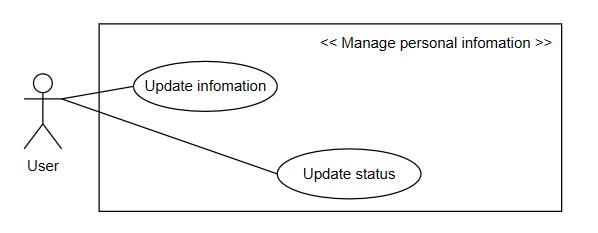 << Manage personal infomation >>
Update infomation
User
Update status